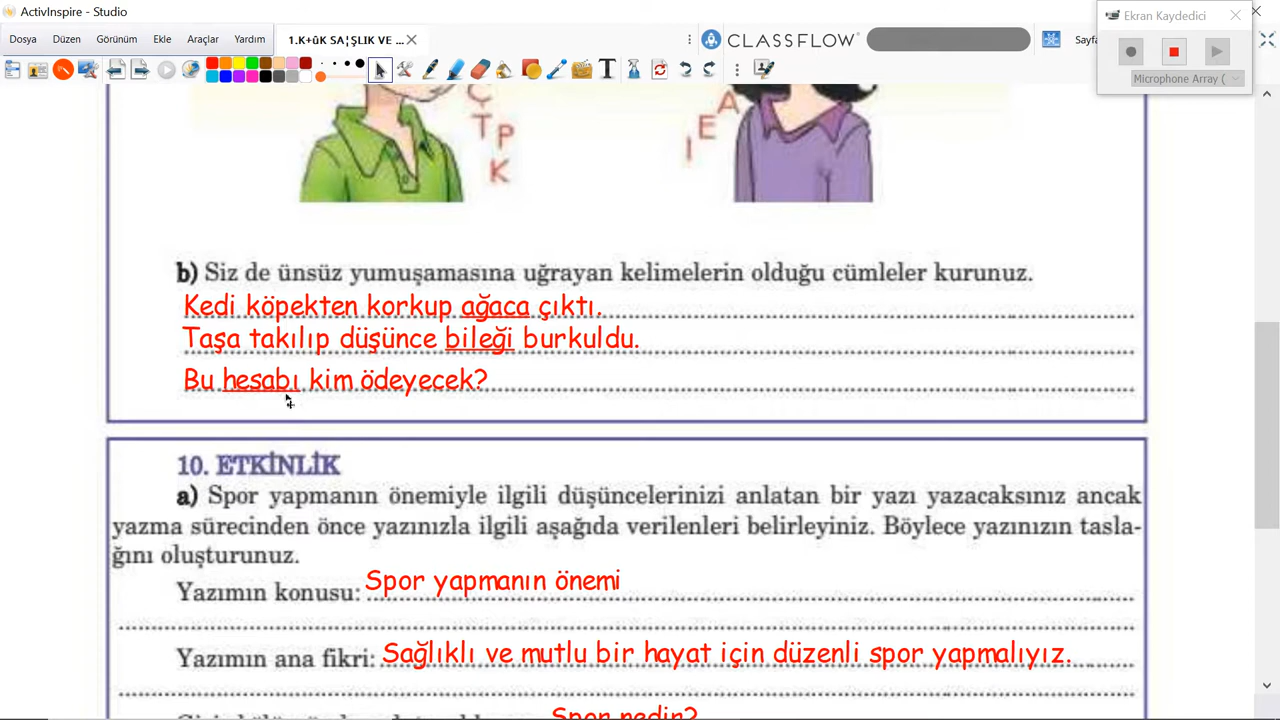 ActivInspire - Studio
Ekran Kaydedici
Dosya Düzen Görünüm Ekle Araçlar Yardım
1.K+ûK SA¦ŞLIK VE ...
CLASSFLOW
Sayfa
Microphone Array (
Ç
T P
K
A
E
I
b) Siz de ünsüz yumuşamasına uğrayan kelimelerin olduğu cümleler kurunuz.
Kedi köpekten korkup ağaca çıktı.
Taşa takılıp düşünce bileği burkuldu.
Bu hesabı kim ödeyecek?
10. ETKİNLİK
a) Spor yapmanın önemiyle ilgili düşüncelerinizi anlatan bir yazı yazacaksınız ancak
yazma sürecinden önce yazınızla ilgili aşağıda verilenleri belirleyiniz. Böylece yazınızın tasla-
ğını oluşturunuz.
Yazımın konusu: Spor yapmanın önemi
Yazımın ana fikri: Sağlıklı ve mutlu bir hayat için düzenli spor yapmalıyız.
Spor nedir?